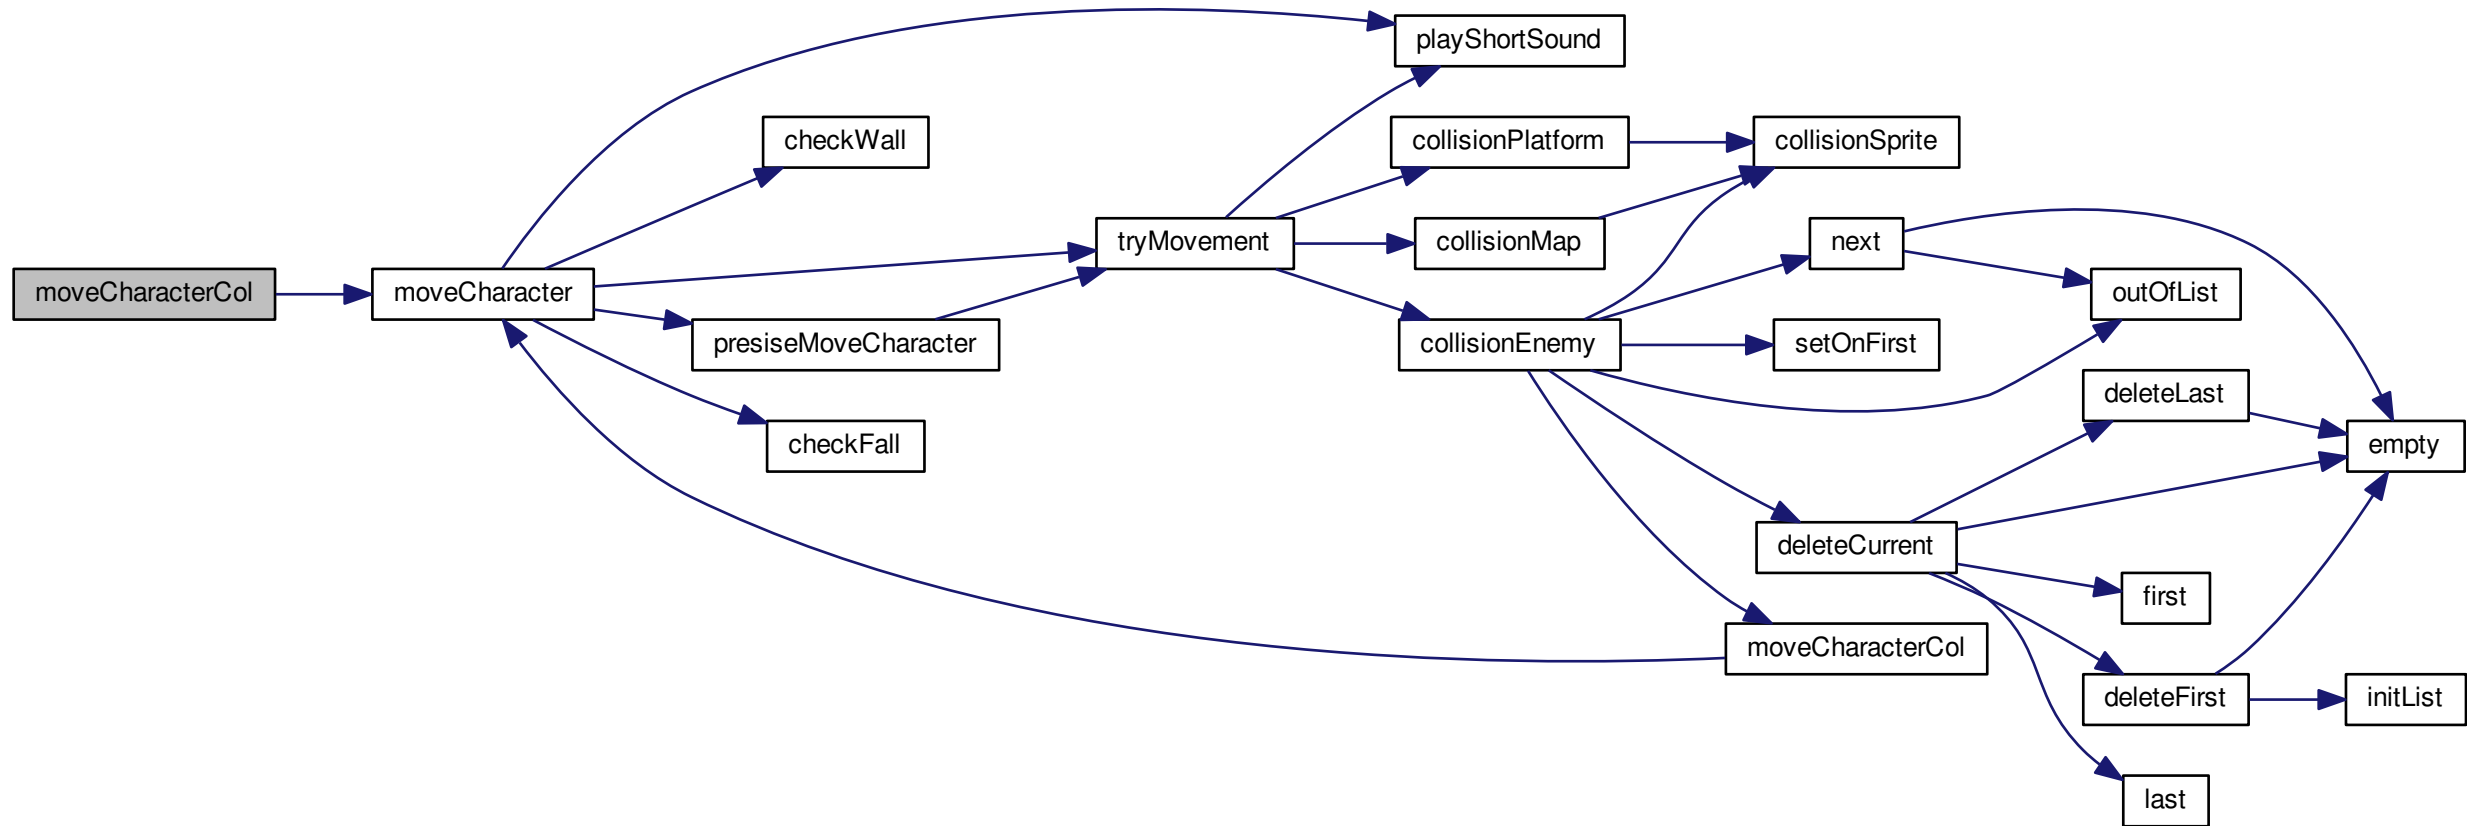 playShortSound
checkWall
collisionPlatform
collisionSprite
tryMovement
collisionMap
next
moveCharacterCol
moveCharacter
outOfList
presiseMoveCharacter
collisionEnemy
setOnFirst
deleteLast
checkFall
empty
deleteCurrent
first
moveCharacterCol
deleteFirst
initList
last